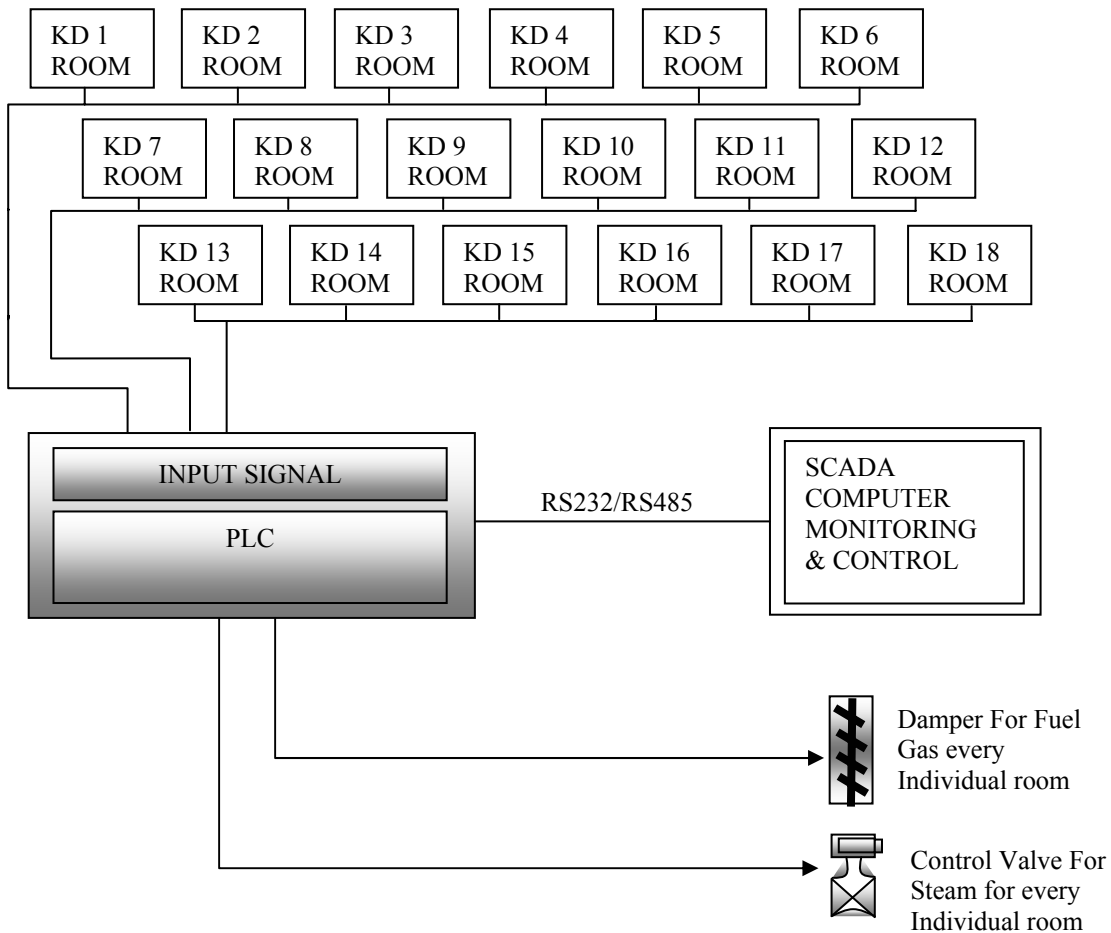 KD 1
ROOM
KD 2
ROOM
KD 3
ROOM
KD 4
ROOM
KD 5
ROOM
KD 6
ROOM
KD 7
ROOM
KD 8
ROOM
KD 9
ROOM
KD 10
ROOM
KD 11
ROOM
KD 12
ROOM
KD 13
ROOM
KD 14
ROOM
KD 15
ROOM
KD 16
ROOM
KD 17
ROOM
KD 18
ROOM
INPUT SIGNAL
PLC
RS232/RS485
SCADA
COMPUTER
MONITORING
& CONTROL
Damper For Fuel
Gas every
Individual room
Control Valve For
Steam for every
Individual room